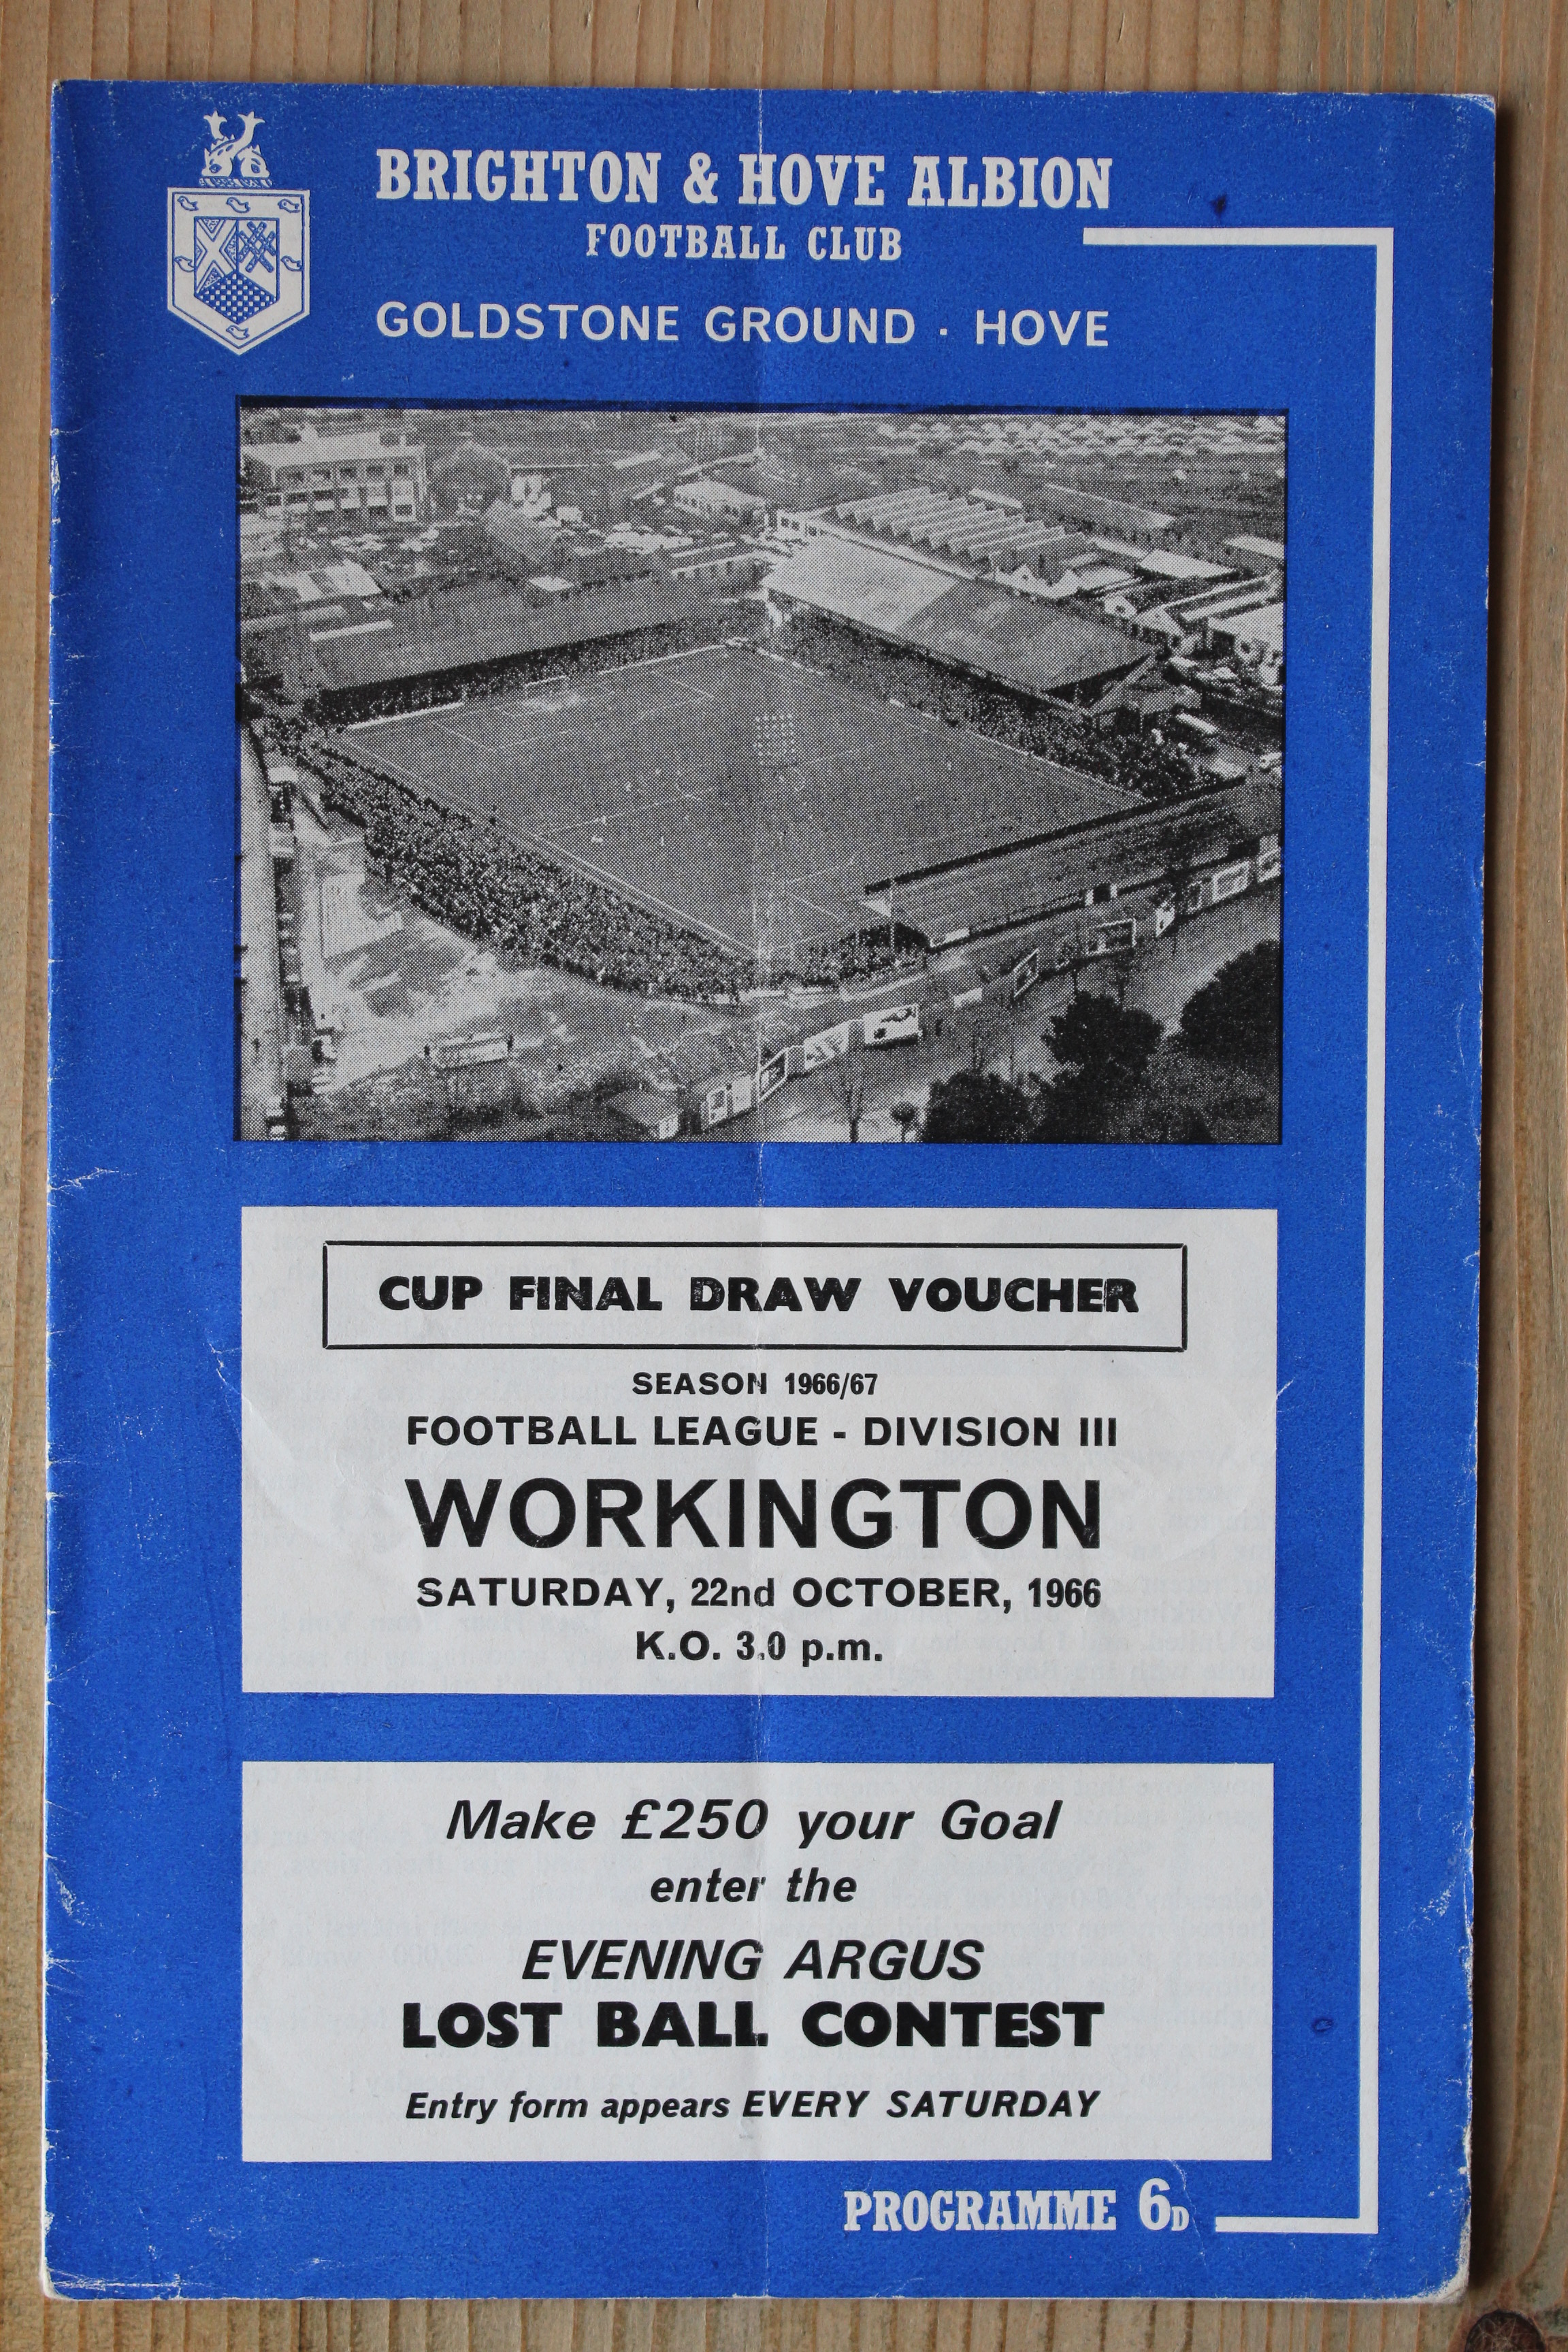 BRIGHTON & HOVE ALBION
FOOTBALL CLUB
GOLDSTONE GROUND · HOVE
CUP FINAL DRAW VOUCHER
SEASON 1966/67
FOOTBALL LEAGUE - DIVISION III
WORKINGTON
SATURDAY, 22nd OCTOBER, 1966
K.O. 3.0 p.m.
Make £250 your Goal
enter the
EVENING ARGUS
LOST BALL CONTEST
Entry form appears EVERY SATURDAY
PROGRAMME 6D